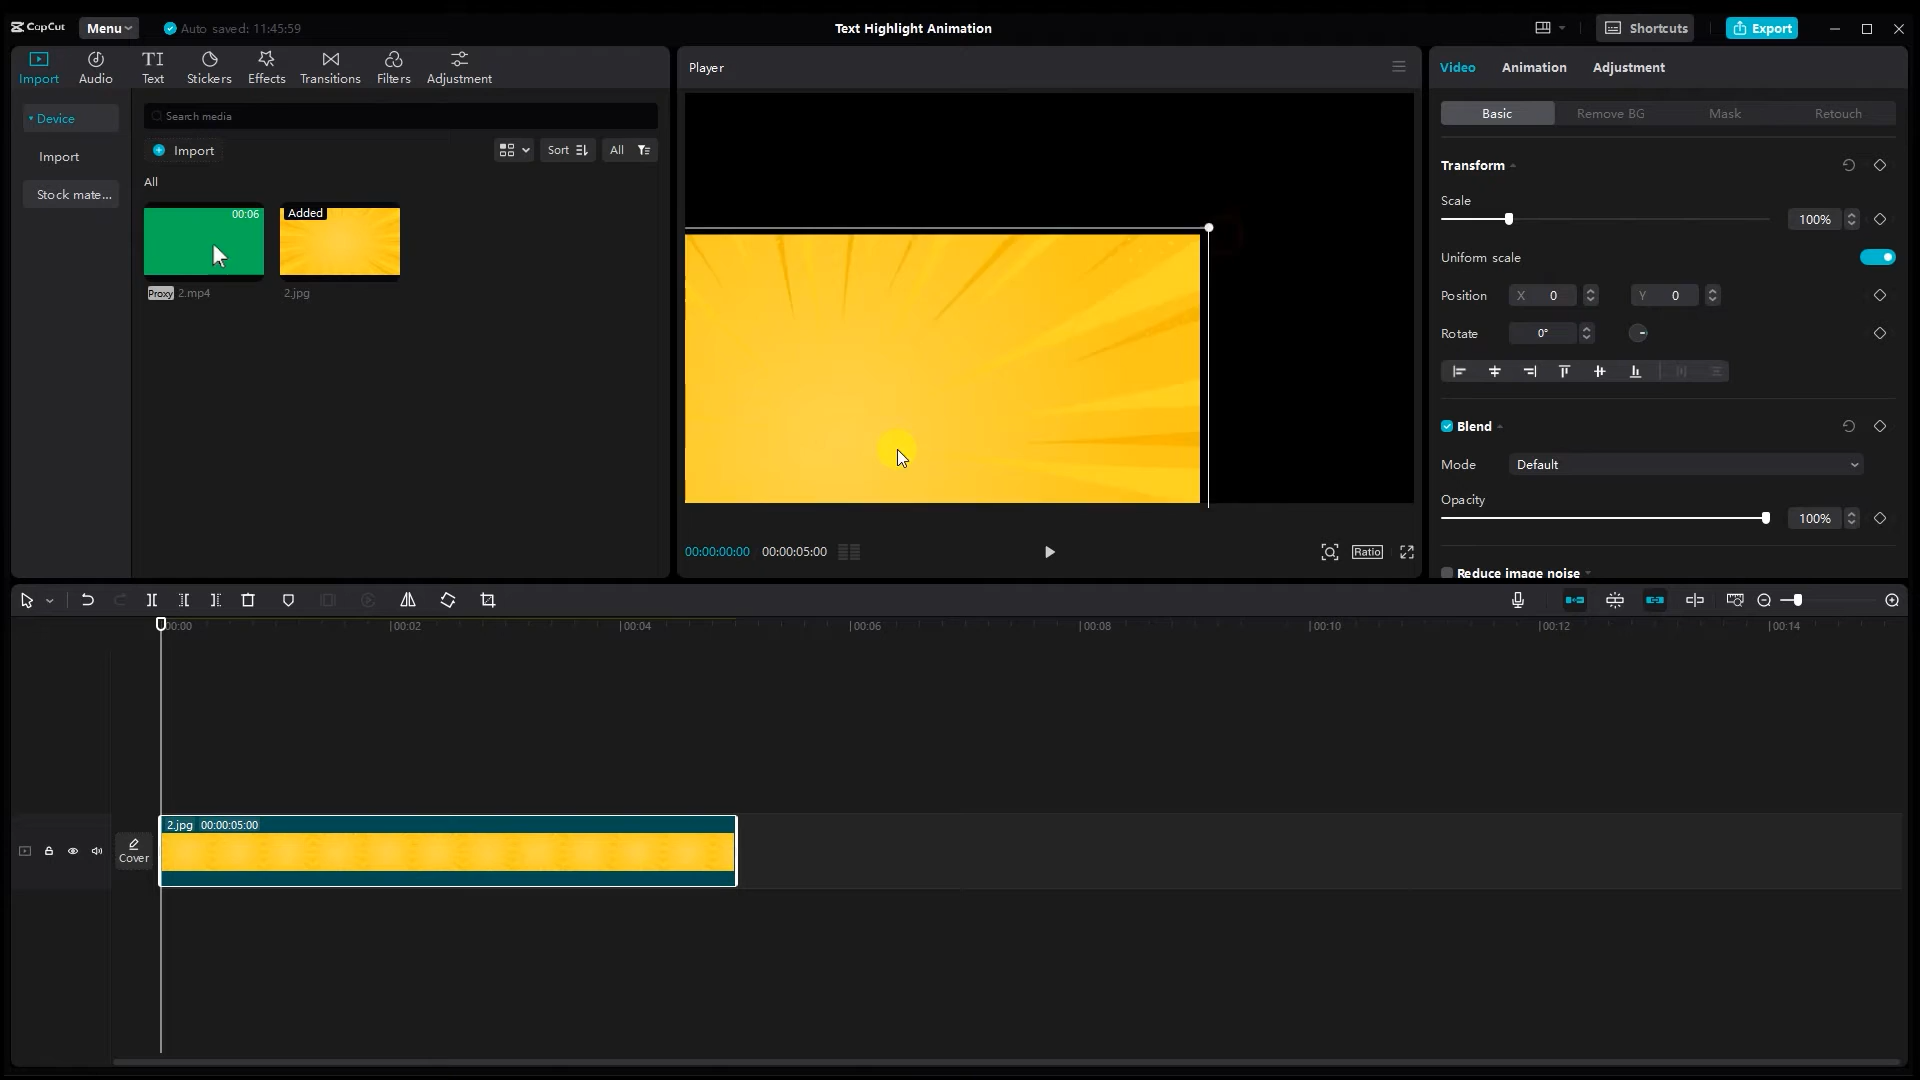 CapCut Menu Auto saved: 11:45:59 Text Highlight Animation Shortcuts Export
Import Audio Text Stickers Effects Transitions Filters Adjustment
Device
Import
Stock mate...
Search media
Import Sort All
All
00:06
Added
Proxy 2.mp4 2.jpg
Player
00:00:00:00 00:00:05:00 Ratio
Video Animation Adjustment
Basic Remove BG Mask Retouch
Transform
Scale
100%
Uniform scale
Position X 0 Y 0
Rotate 0°
Blend
Mode Default
Opacity
100%
Reduce image noise
00:00 00:02 00:04 00:06 00:08 00:10 00:12 00:14
2.jpg 00:00:05:00
Cover